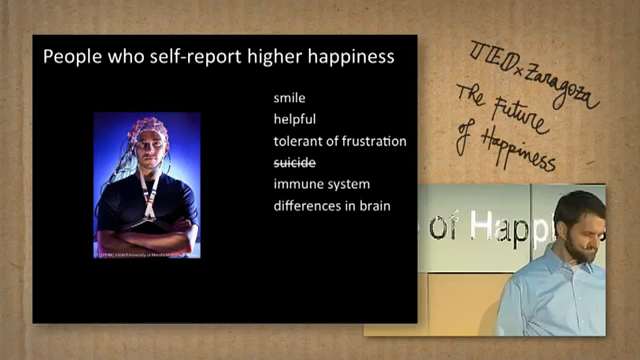 People who self-report higher happiness
smile
helpful
tolerant of frustration
suicide
immune system
differences in brain
TEDxZaragoza
The Future
of Happiness
of Happi